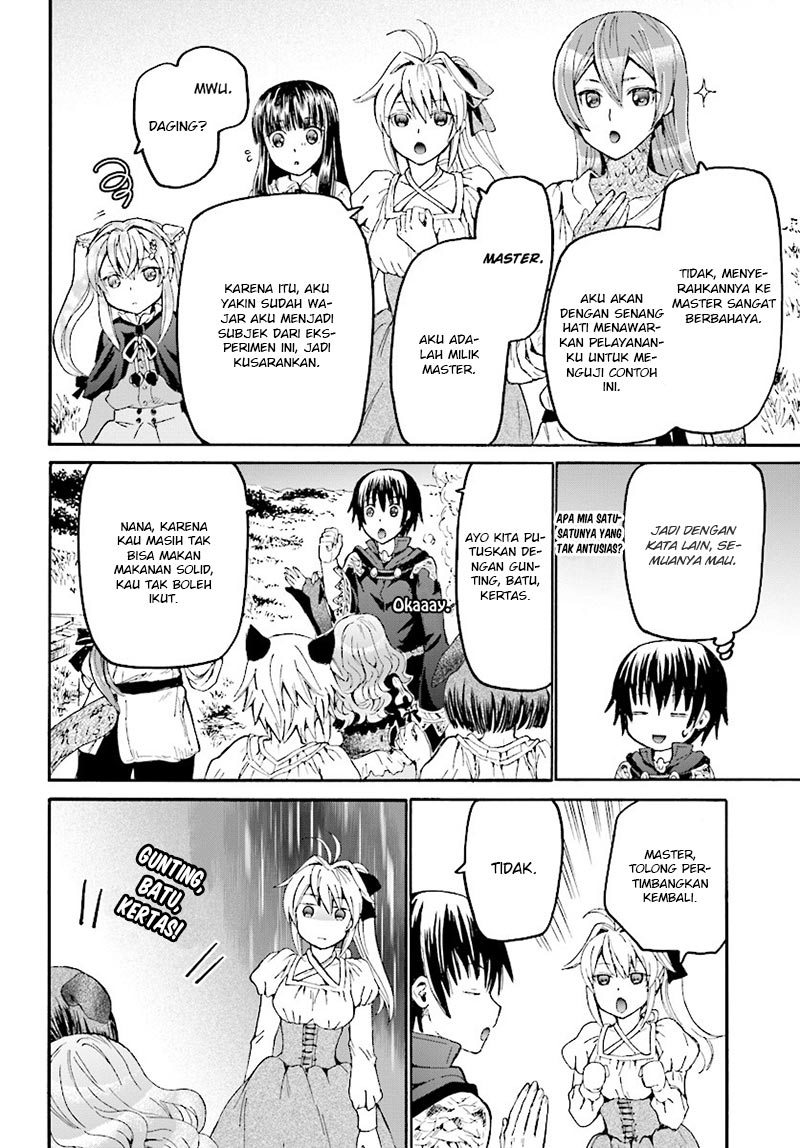 TIDAK, MENYE-
RAHKANNYA KE
MASTER SANGAT
BERBAHAYA.
AKU AKAN
DENGAN SENANG
HATI MENAWAR-
KAN PELAYANAN-
KU UNTUK ME-
NGUJI CONTOH
INI.
MASTER.
AKU ADA-
LAH MILIK
MASTER.
KARENA ITU, AKU
YAKIN SUDAH WA-
JAR AKU MENJADI
SUBJEK DARI EKS-
PERIMEN INI, JADI
KUSARANKAN.
MWU.
DAGING?
JADI DENGAN
KATA LAIN, SE-
MUANYA MAU.
APA MIA SATU-
SATUNYA YANG
TAK ANTUSIAS?
AYO KITA PU-
TUSKAN DE-
NGAN GUN-
TING, BATU,
KERTAS.
Okaaay.
NANA, KARENA
KAU MASIH TAK
BISA MAKAN
MAKANAN SOLID,
KAU TAK BOLEH
IKUT.
MASTER,
TOLONG PER-
TIMBANGKAN
KEMBALI.
TIDAK.
GUNTING,
BATU,
KERTAS!